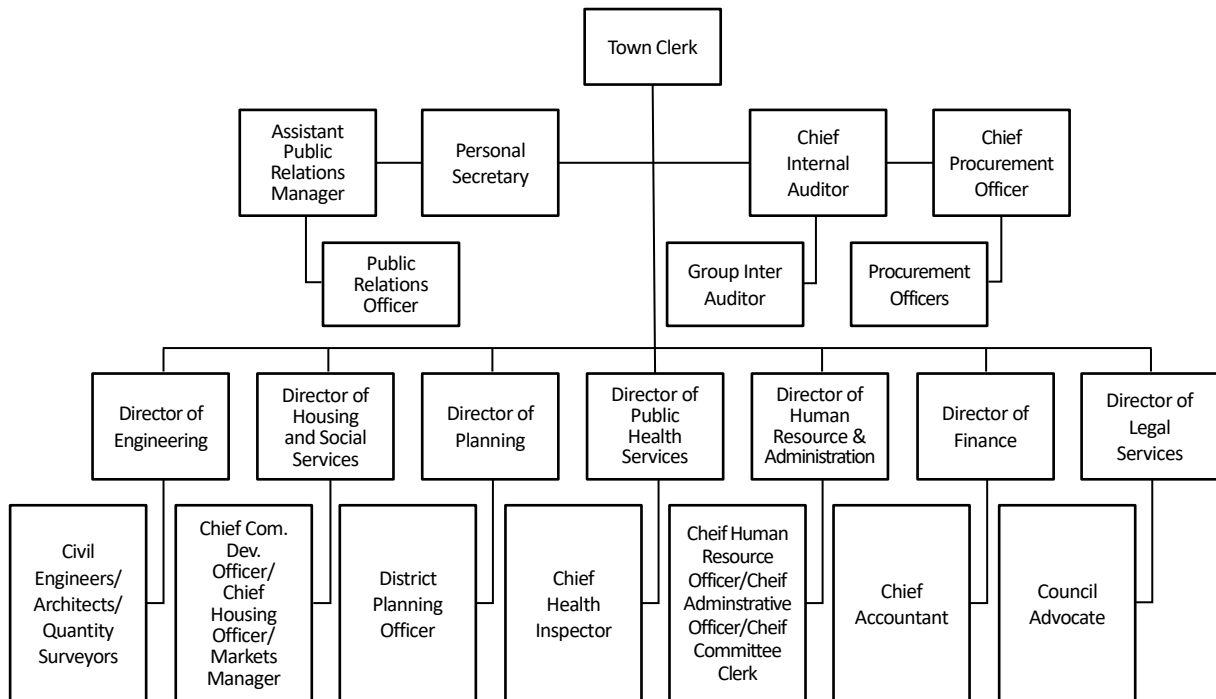 Town Clerk
Assistant
Public
Relations
Manager
Personal
Secretary
Chief
Internal
Auditor
Chief
Procurement
Officer
Public
Relations
Officer
Group Inter
Auditor
Procurement
Officers
Director of
Engineering
Director of
Housing
and Social
Services
Director of
Planning
Director of
Public
Health
Services
Director of
Human
Resource &
Administration
Director of
Finance
Director of
Legal
Services
Civil
Engineers/
Architects/
Quantity
Surveyors
Chief Com.
Dev.
Officer/
Chief
Housing
Officer/
Markets
Manager
District
Planning
Officer
Chief
Health
Inspector
Cheif Human
Resource
Officer/Cheif
Adminstrative
Officer/Cheif
Committee
Clerk
Chief
Accountant
Council
Advocate